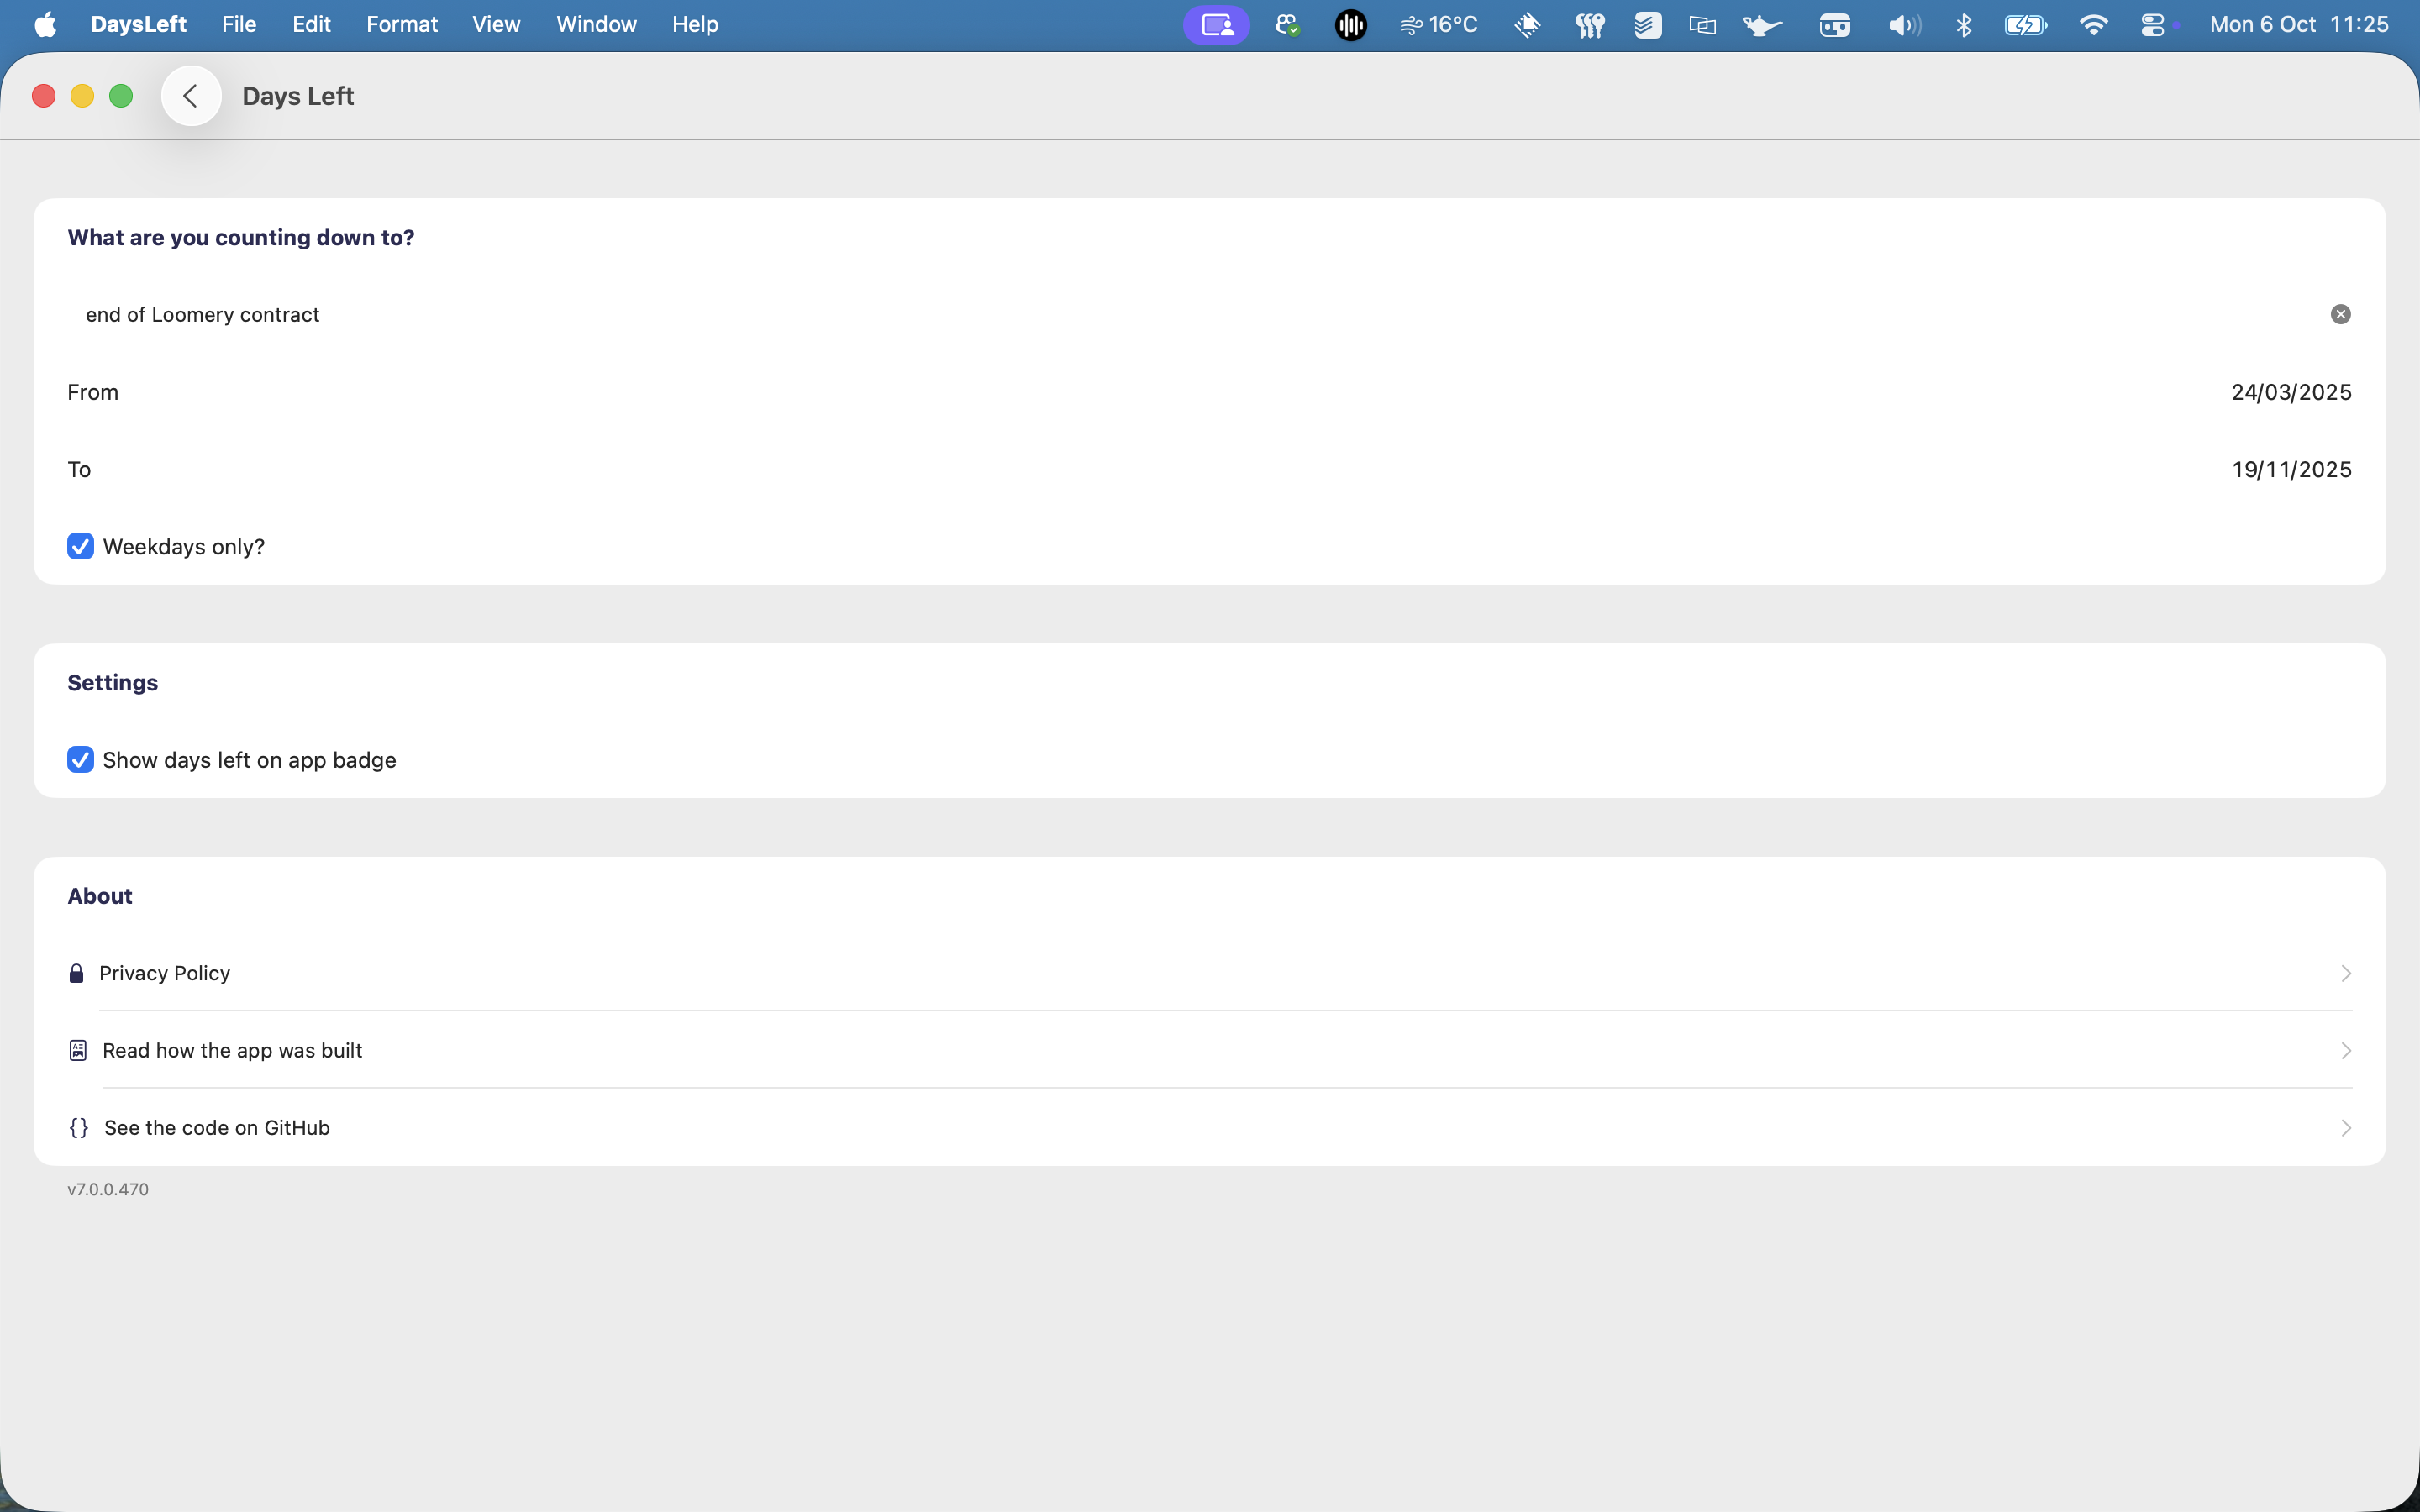 DaysLeft File Edit Format View Window Help 16°C Mon 6 Oct 11:25
Days Left
What are you counting down to?
end of Loomery contract
From 24/03/2025
To 19/11/2025
Weekdays only?
Settings
Show days left on app badge
About
Privacy Policy
Read how the app was built
{} See the code on GitHub
v7.0.0.470